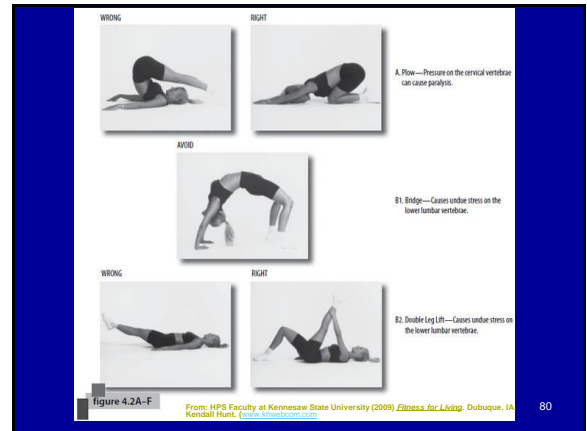 WRONG
RIGHT
A. Plow—Pressure on the cervical vertebrae
can cause paralysis.
AVOID
B1. Bridge—Causes undue stress on the
lower lumbar vertebrae.
WRONG
RIGHT
B2. Double Leg Lift—Causes undue stress on
the lower lumbar vertebrae.
figure 4.2A–F
From: HPS Faculty at Kennesaw State University (2009) Fitness for Living. Dubuque, IA
Kendall Hunt. (www.khwebcom.com
80